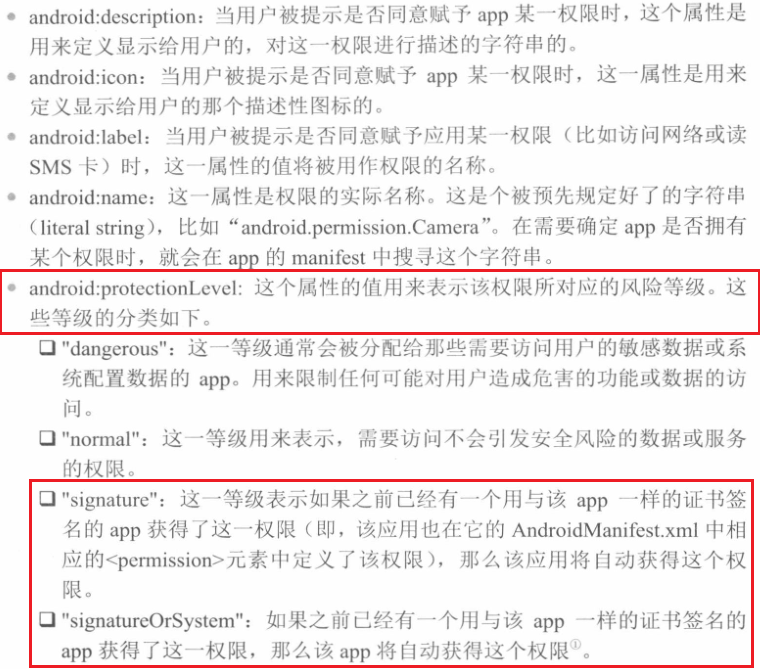 android:description：当用户被提示是否同意赋予 app 某一权限时，这个属性是
用来定义显示给用户的，对这一权限进行描述的字符串的。
android:icon：当用户被提示是否同意赋予 app 某一权限时，这一属性是用来
定义显示给用户的那个描述性图标的。
android:label：当用户被提示是否同意赋予应用某一权限（比如访问网络或读
SMS 卡）时，这一属性的值将被用作权限的名称。
android:name：这一属性是权限的实际名称。这是个被预先规定好了的字符串
（literal string），比如“android.permission.Camera”。在需要确定 app 是否拥有
某个权限时，就会在 app 的 manifest 中搜寻这个字符串。
android:protectionLevel: 这个属性的值用来表示该权限所对应的风险等级。这
些等级的分类如下。
"dangerous"：这一等级通常会被分配给那些需要访问用户的敏感数据或系
统配置数据的 app。用来限制任何可能对用户造成危害的功能或数据的访
问。
"normal"：这一等级用来表示，需要访问不会引发安全风险的数据或服务
的权限。
"signature"：这一等级表示如果之前已经有一个用与该 app 一样的证书签
名的 app 获得了这一权限（即，该应用也在它的 AndroidManifest.xml 中相
应的<permission>元素中定义了该权限），那么该应用将自动获得这个权
限。
"signatureOrSystem"：如果之前已经有一个用与该 app 一样的证书签名的
app 获得了这一权限，那么该 app 将自动获得这个权限①。